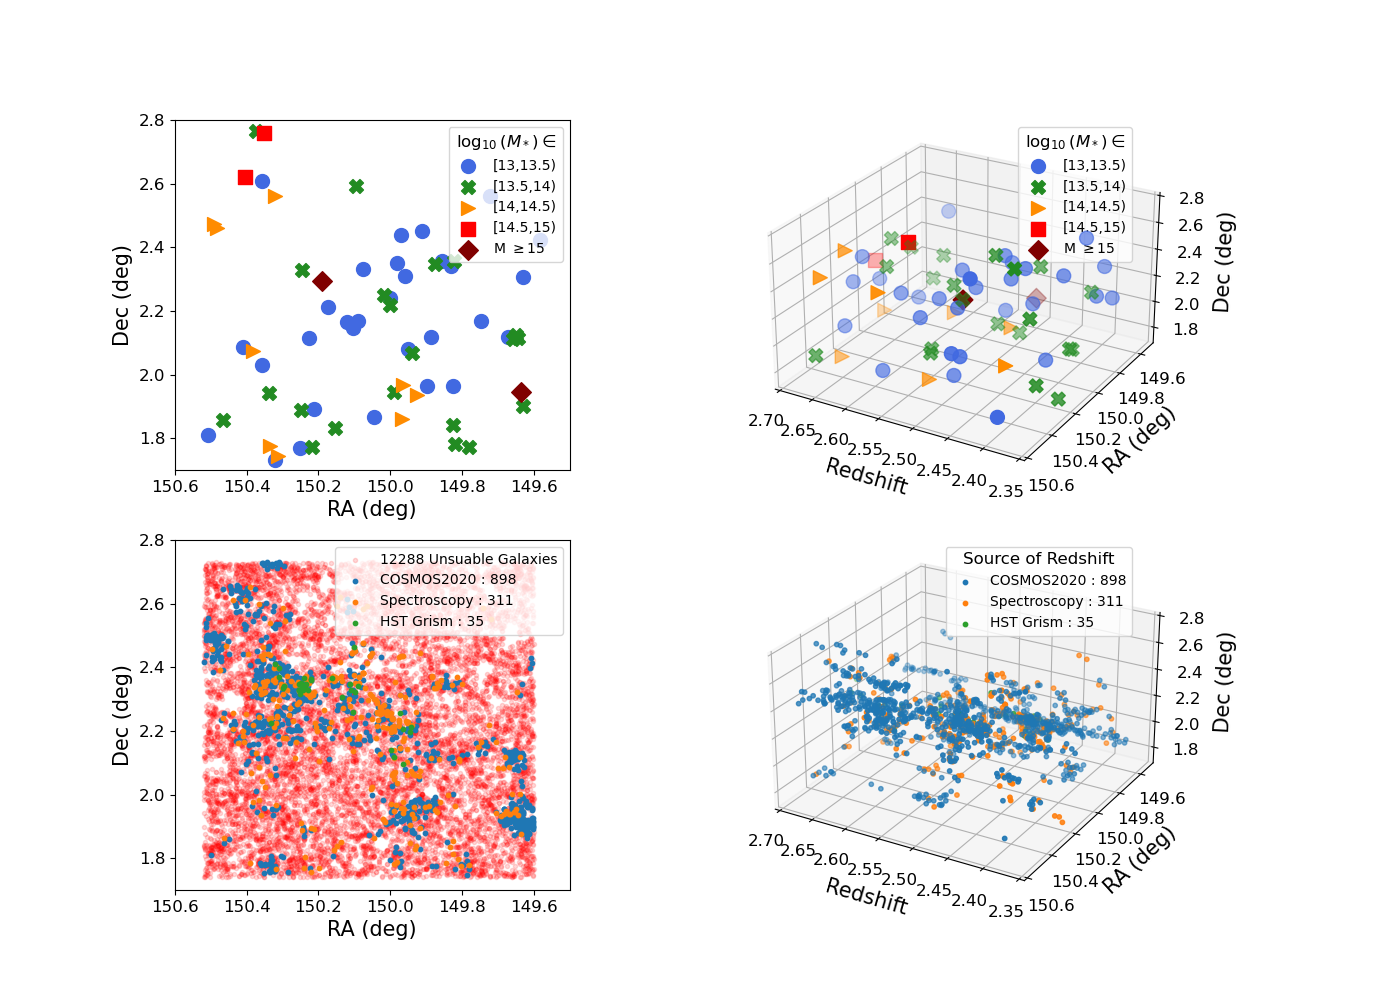 2.8
2.6
2.4
2.2
2.0
1.8
Dec (deg)
150.6 150.4 150.2 150.0 149.8 149.6
RA (deg)
log₁₀ (M*) ∈
[13,13.5)
[13.5,14)
[14,14.5)
[14.5,15)
M ≥15
log₁₀ (M*) ∈
[13,13.5)
[13.5,14)
[14,14.5)
[14.5,15)
M ≥15
2.70 2.65 2.60 2.55 2.50 2.45 2.40 2.35
Redshift
150.6 150.4 150.2 150.0 149.8 149.6
RA (deg)
2.8
2.6
2.4
2.2
2.0
1.8
Dec (deg)
2.8
2.6
2.4
2.2
2.0
1.8
Dec (deg)
150.6 150.4 150.2 150.0 149.8 149.6
RA (deg)
12288 Unsuable Galaxies
COSMOS2020 : 898
Spectroscopy : 311
HST Grism : 35
Source of Redshift
COSMOS2020 : 898
Spectroscopy : 311
HST Grism : 35
2.70 2.65 2.60 2.55 2.50 2.45 2.40 2.35
Redshift
150.6 150.4 150.2 150.0 149.8 149.6
RA (deg)
2.8
2.6
2.4
2.2
2.0
1.8
Dec (deg)